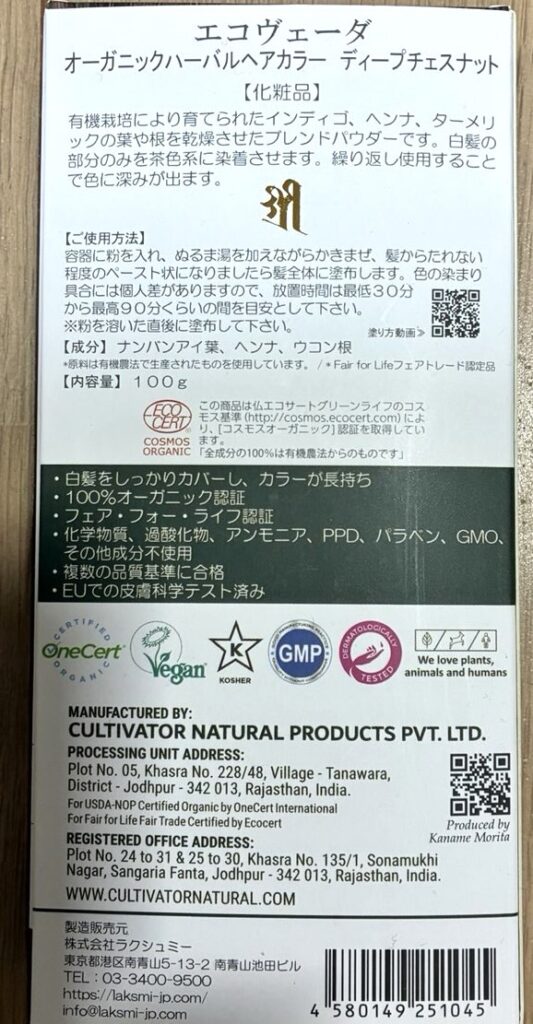 エコヴェーダ
オーガニックハーバルヘアカラー ディープチェスナット
【化粧品】
有機栽培により育てられたインディゴ、ヘンナ、ターメリ
ックの葉や根を乾燥させたブレンドパウダーです。白髪の
部分のみを茶色系に染着させます。繰り返し使用すること
で色に深みが出ます。
【ご使用方法】
容器に粉を入れ、ぬるま湯を加えながらかきまぜ、髪からたれない
程度のペースト状になりましたら髪全体に塗布します。色の染まり
具合には個人差がありますので、放置時間は最低30分
から最高90分くらいの間を目安として下さい。
※粉を溶いた直後に塗布して下さい。
塗り方動画≫
【成分】ナンバンアイ葉、ヘンナ、ウコン根
*原料は有機農法で生産されたものを使用しています。 / * Fair for Lifeフェアトレード認定品
【内容量】100g
ECO
CERT
COSMOS
ORGANIC
この商品は仏エコサートグリーンライフのコス
モス基準(http://cosmos.ecocert.com)によ
り、[コスモスオーガニック]認証を取得してい
ます。
「全成分の100%は有機農法からのものです」
・白髪をしっかりカバーし、カラーが長持ち
・100%オーガニック認証
・フェア・フォー・ライフ認証
・化学物質、過酸化物、アンモニア、PPD、パラベン、GMO、
その他成分不使用
・複数の品質基準に合格
・EUでの皮膚科学テスト済み
CERTIFIED
OneCert
ORGANIC
Vegan
K
KOSHER
GMP
DERMATOLOGICALLY
TESTED
We love plants,
animals and humans
MANUFACTURED BY:
CULTIVATOR NATURAL PRODUCTS PVT. LTD.
PROCESSING UNIT ADDRESS:
Plot No. 05, Khasra No. 228/48, Village - Tanawara,
District - Jodhpur - 342 013, Rajasthan, India.
For USDA-NOP Certified Organic by OneCert International
For Fair for Life Fair Trade Certified by Ecocert
Produced by
Kaname Morita
REGISTERED OFFICE ADDRESS:
Plot No. 24 to 31 & 25 to 30, Khasra No. 135/1, Sonamukhi
Nagar, Sangaria Fanta, Jodhpur - 342 013, Rajasthan, India.
WWW.CULTIVATORNATURAL.COM
製造販売元
株式会社ラクシュミー
東京都港区南青山5-13-2 南青山池田ビル
TEL：03-3400-9500
https://laksmi-jp.com/
info@laksmi-jp.com
4 580149 251045